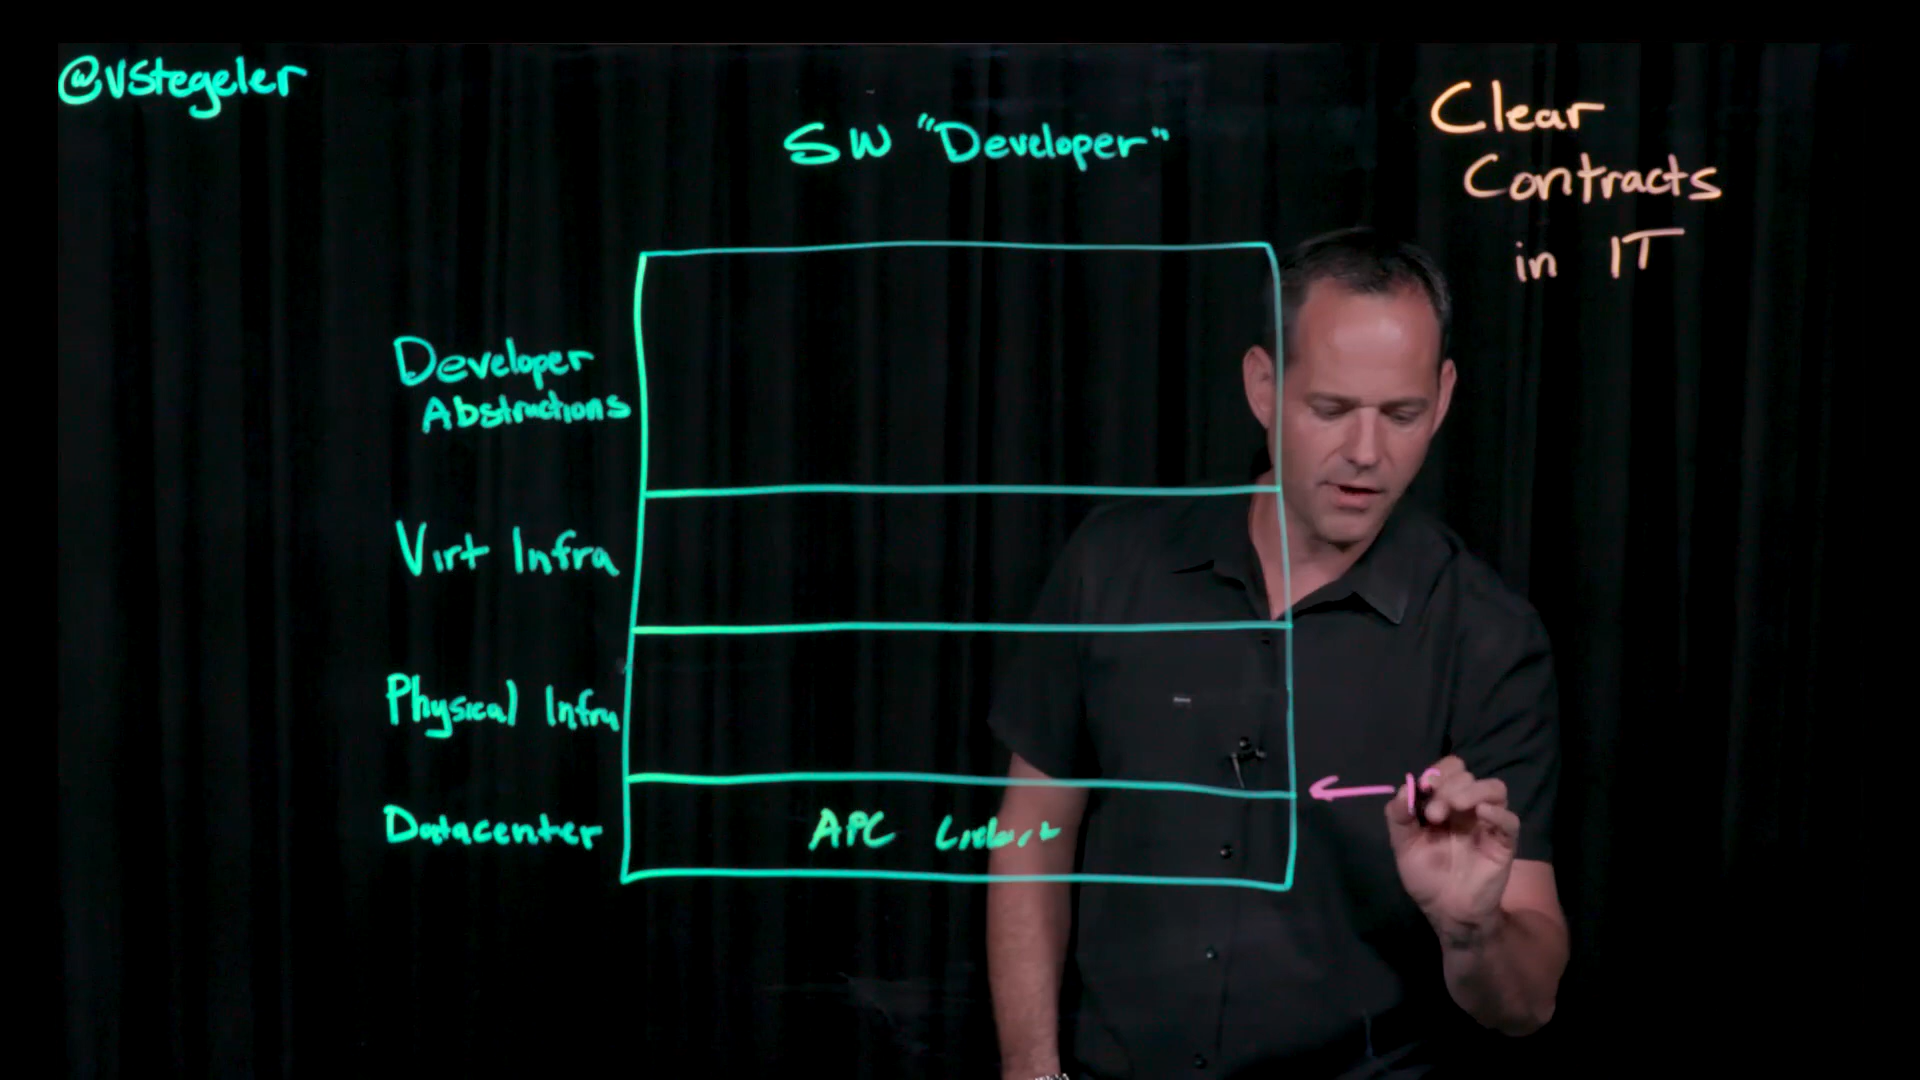 @vstegeler
SW "Developer"
Clear
Contracts
in IT
Developer
Abstractions
Virt Infra
Physical Infra
Datacenter
APC